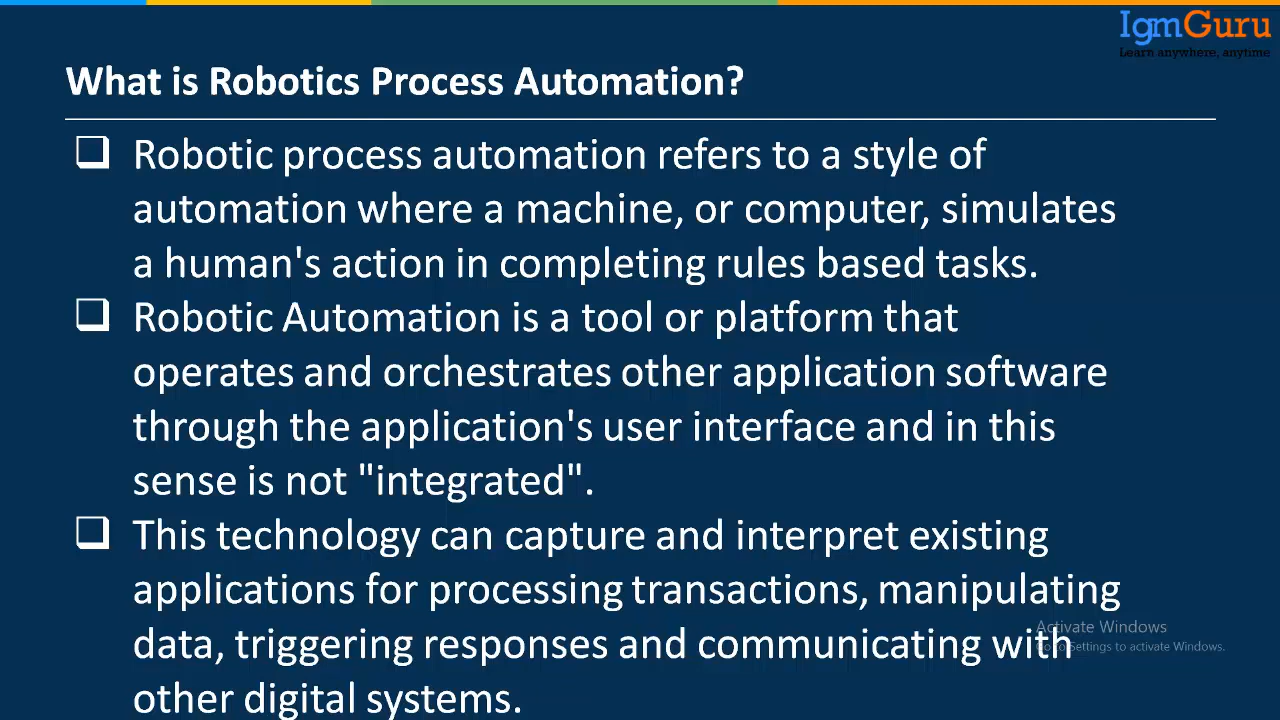 IgmGuru
Learn anywhere, anytime
What is Robotics Process Automation?
Robotic process automation refers to a style of
automation where a machine, or computer, simulates
a human's action in completing rules based tasks.
Robotic Automation is a tool or platform that
operates and orchestrates other application software
through the application's user interface and in this
sense is not "integrated".
This technology can capture and interpret existing
applications for processing transactions, manipulating
data, triggering responses and communicating with
other digital systems.
Activate Windows
Go to Settings to activate Windows.